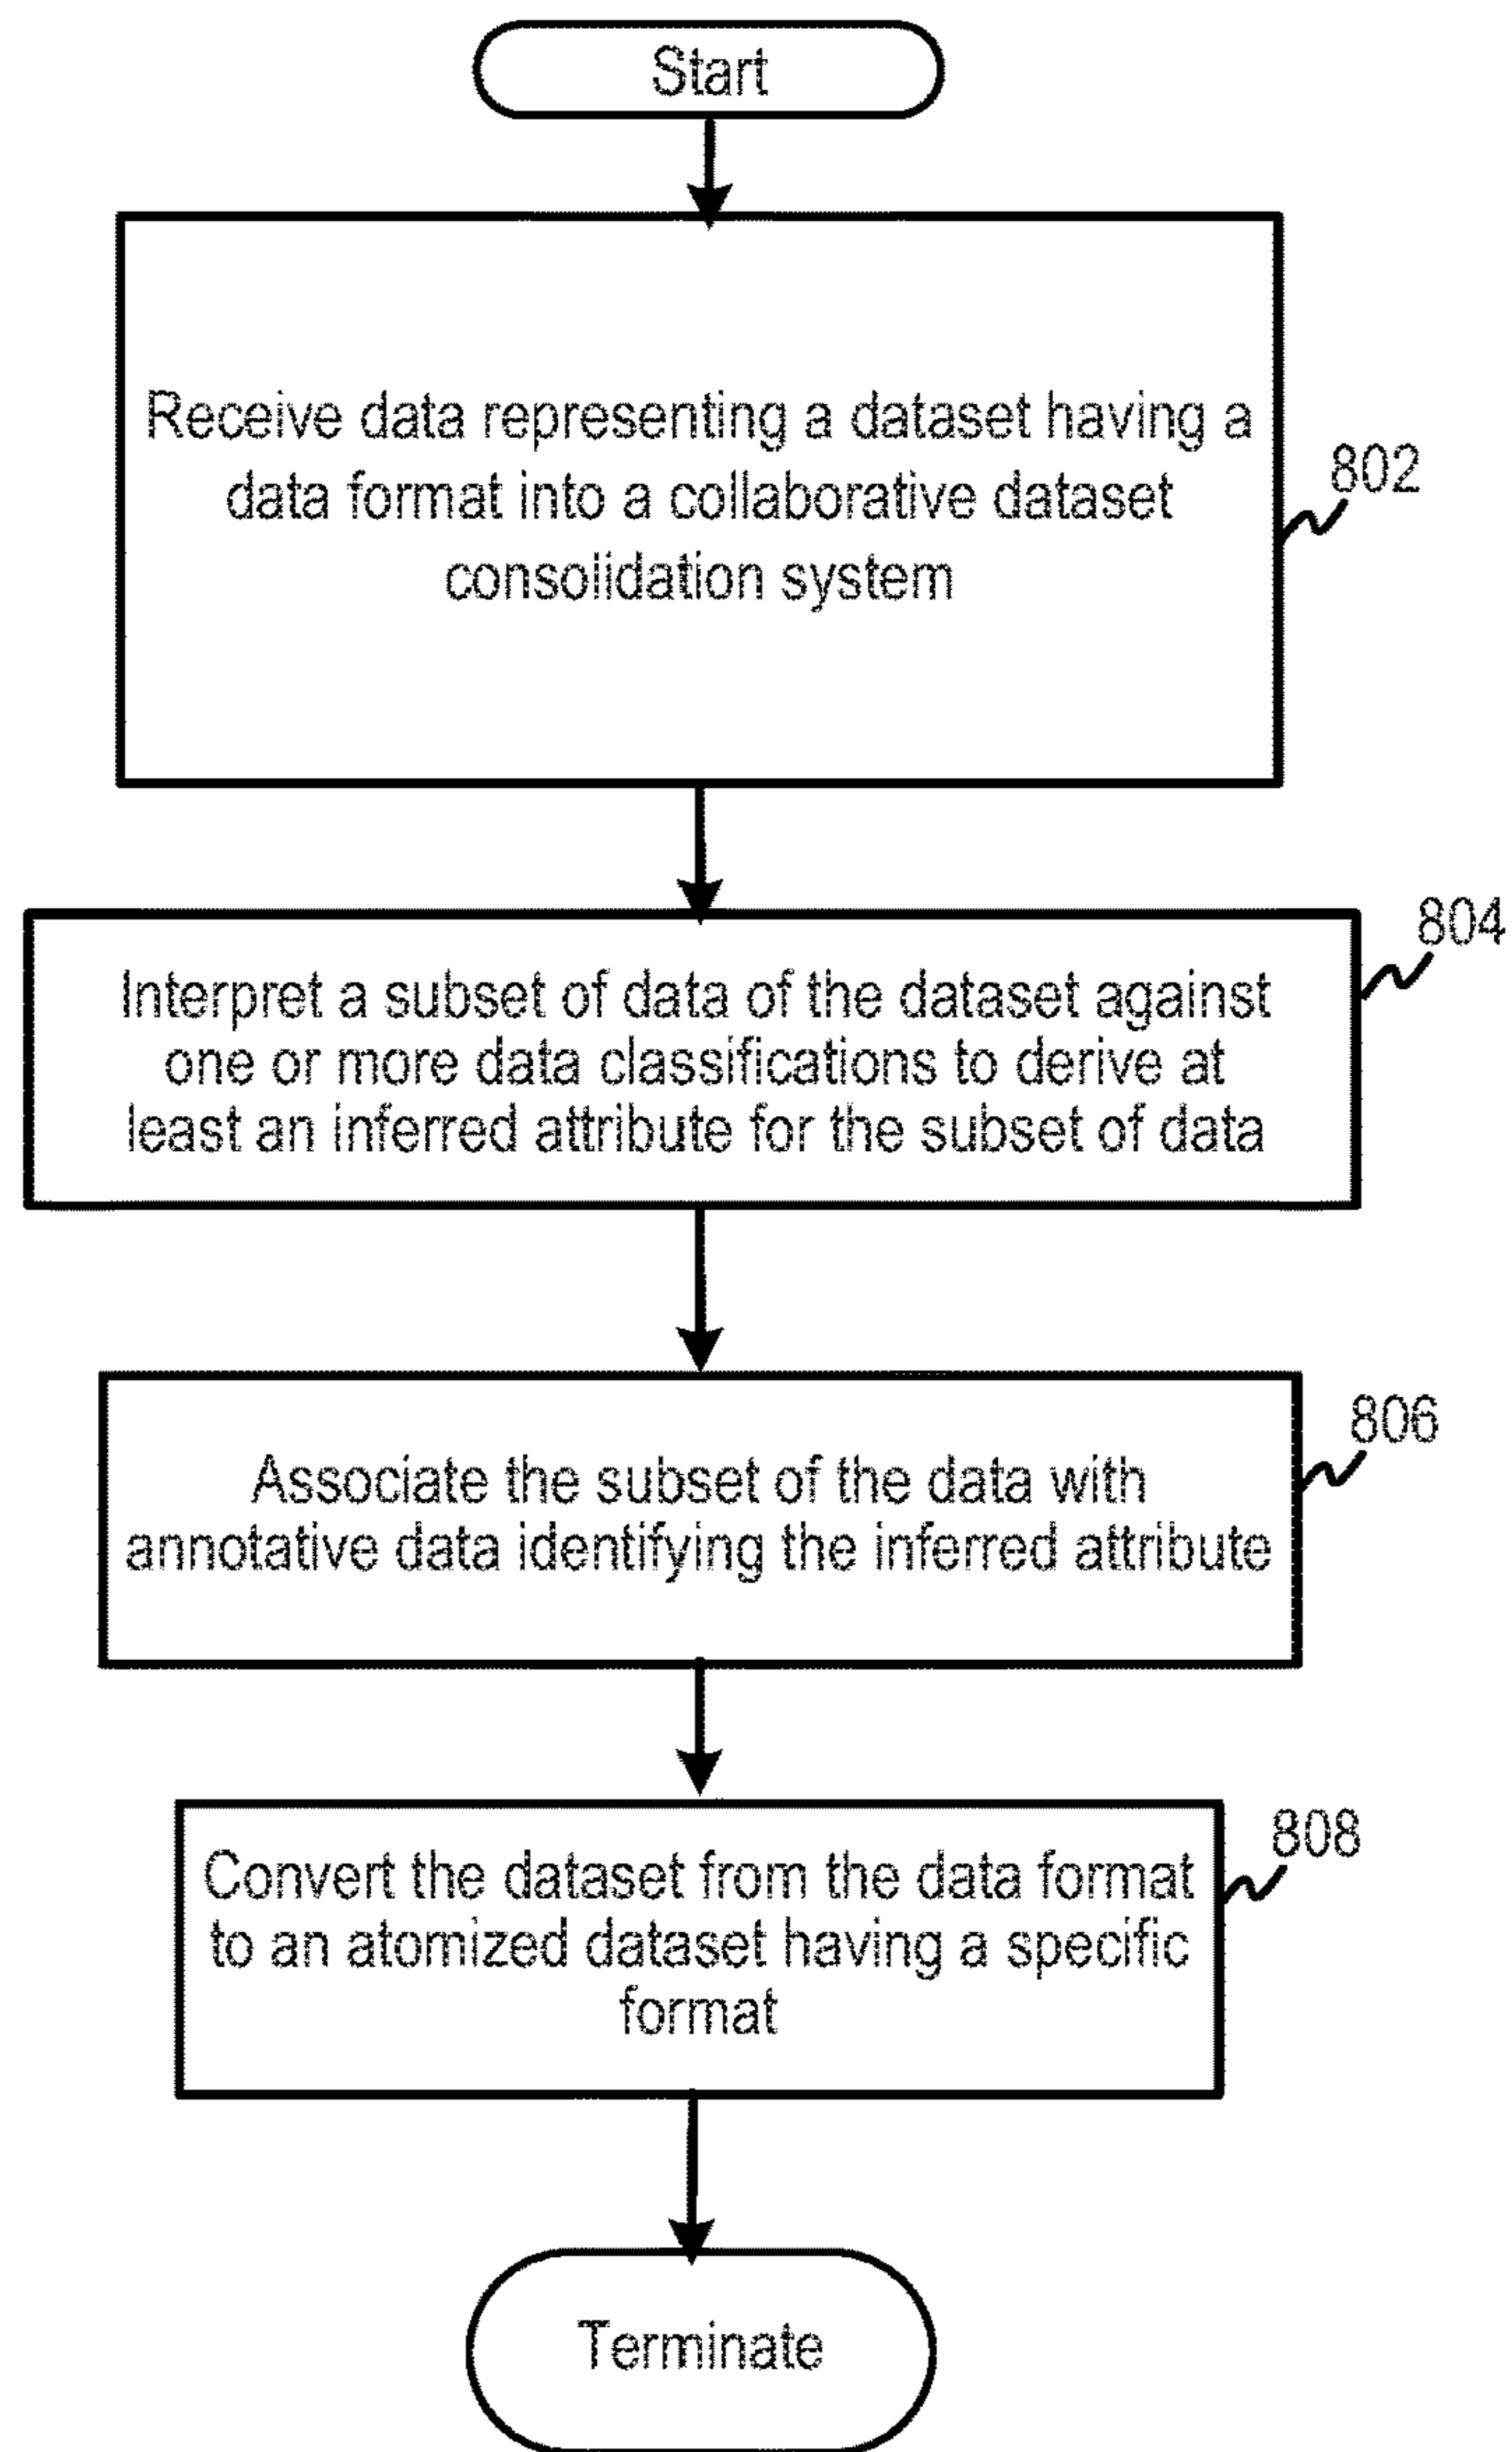 Start
Receive data representing a dataset having a
data format into a collaborative dataset
consolidation system
802
Interpret a subset of data of the dataset against
one or more data classifications to derive at
least an inferred attribute for the subset of data
804
Associate the subset of the data with
annotative data identifying the inferred attribute
806
Convert the dataset from the data format
to an atomized dataset having a specific
format
808
Terminate